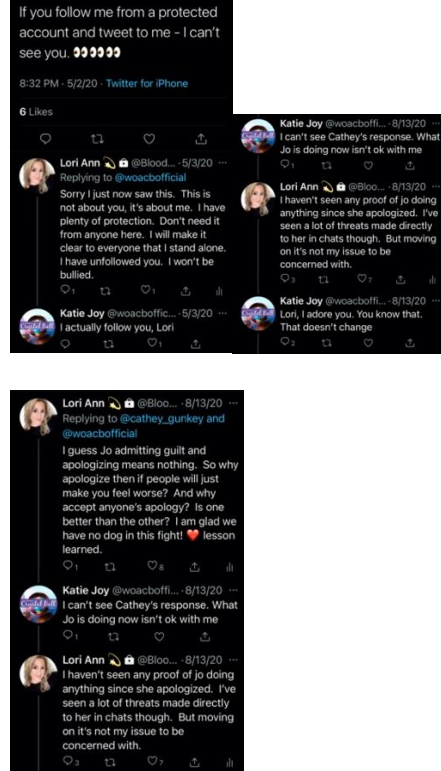 If you follow me from a protected
account and tweet to me - I can't
see you. 👀👀👀
8:32 PM · 5/2/20 · Twitter for iPhone
6 Likes
Lori Ann 💫 @Blood... · 5/3/20 ···
Replying to @woacbofficial
Sorry I just now saw this. This is
not about you, it's about me. I have
plenty of protection. Don't need it
from anyone here. I will make it
clear to everyone that I stand alone.
I have unfollowed you. I won't be
bullied.
1 1
Katie Joy @woacboffic... · 5/3/20 ···
I actually follow you, Lori
1
Katie Joy @woacboffi... · 8/13/20 ···
I can't see Cathey's response. What
Jo is doing now isn't ok with me
1
Lori Ann 💫 @Bloo... · 8/13/20 ···
I haven't seen any proof of jo doing
anything since she apologized. I've
seen a lot of threats made directly
to her in chats though. But moving
on it's not my issue to be
concerned with.
3 7
Katie Joy @woacboffi... · 8/13/20 ···
Lori, I adore you. You know that.
That doesn't change
2
Lori Ann 💫 @Bloo... · 8/13/20 ···
Replying to @cathey_gunkey and
@woacbofficial
I guess Jo admitting guilt and
apologizing means nothing. So why
apologize then if people will just
make you feel worse? And why
accept anyone's apology? Is one
better than the other? I am glad we
have no dog in this fight! ❤️ lesson
learned.
1 8
Katie Joy @woacboffi... · 8/13/20 ···
I can't see Cathey's response. What
Jo is doing now isn't ok with me
1
Lori Ann 💫 @Bloo... · 8/13/20 ···
I haven't seen any proof of jo doing
anything since she apologized. I've
seen a lot of threats made directly
to her in chats though. But moving
on it's not my issue to be
concerned with.
3 7